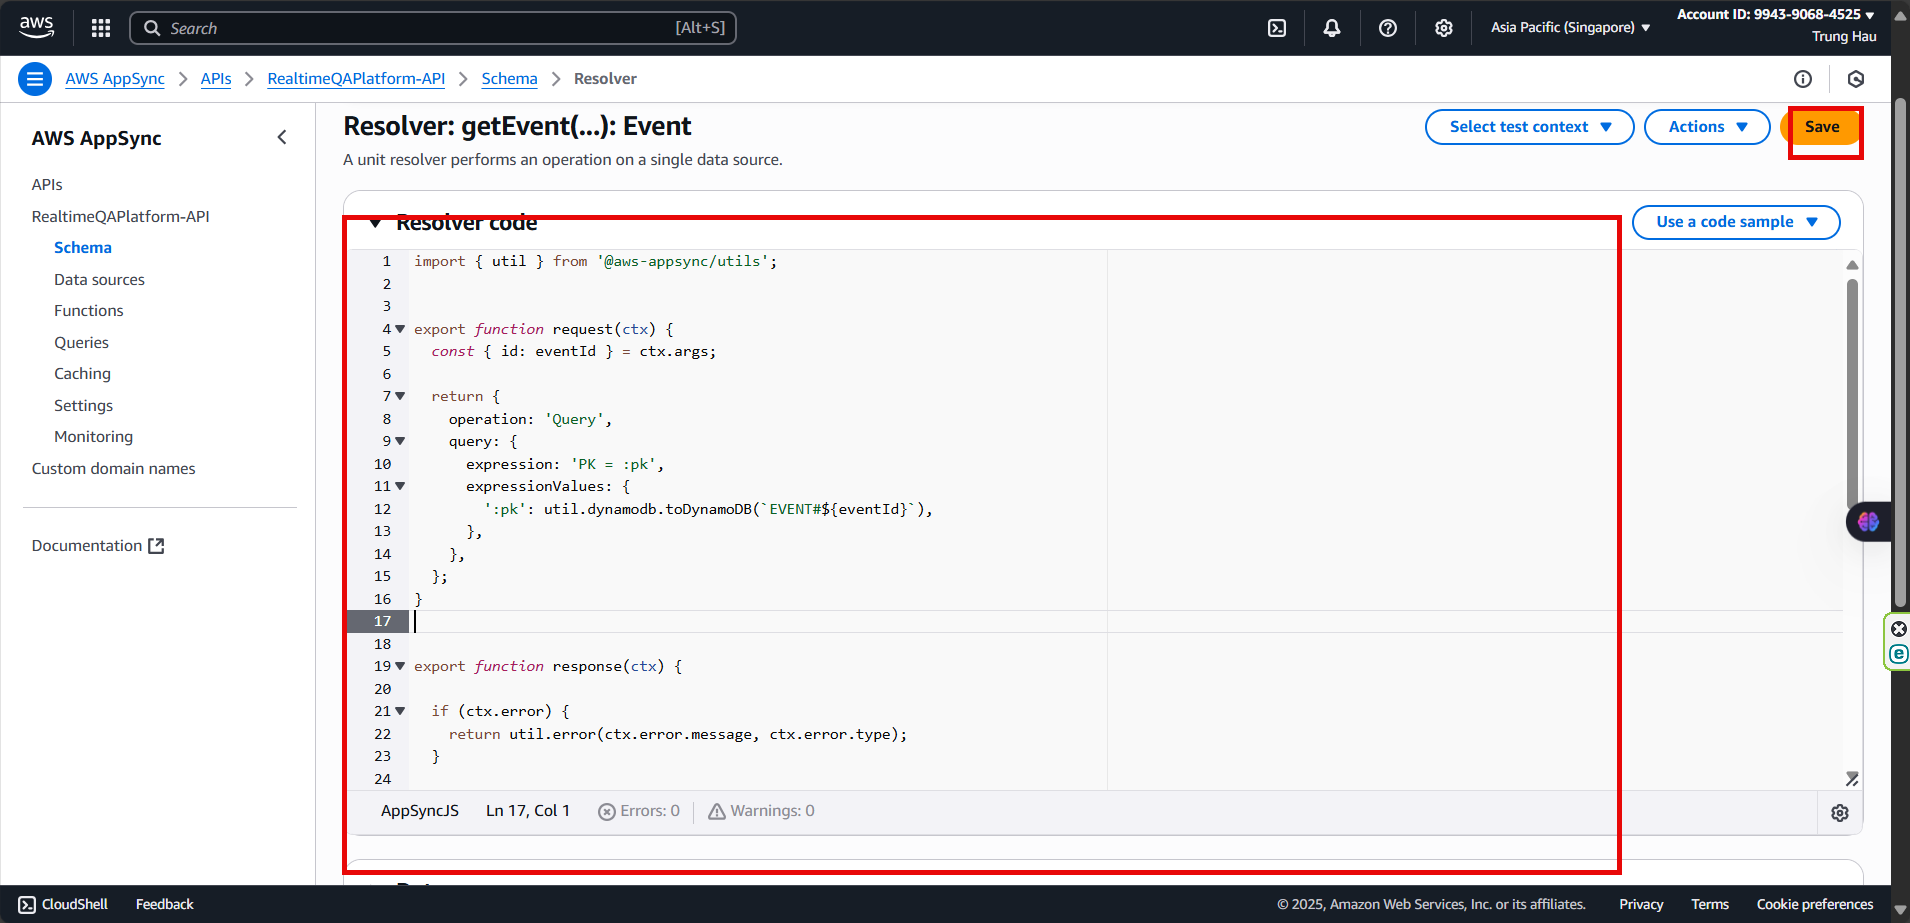 aws
Search [Alt+S]
Asia Pacific (Singapore)
Account ID: 9943-9068-4525
Trung Hau
AWS AppSync
APIs
RealtimeQAPlatform-API
Schema
Resolver
AWS AppSync
APIs
RealtimeQAPlatform-API
Schema
Data sources
Functions
Queries
Caching
Settings
Monitoring
Custom domain names
Documentation
Resolver: getEvent(...): Event
Select test context
Actions
Save
A unit resolver performs an operation on a single data source.
Resolver code
Use a code sample
1 import { util } from '@aws-appsync/utils';
2
3
4 export function request(ctx) {
5   const { id: eventId } = ctx.args;
6
7   return {
8     operation: 'Query',
9     query: {
10       expression: 'PK = :pk',
11       expressionValues: {
12         ':pk': util.dynamodb.toDynamoDB(`EVENT#${eventId}`),
13       },
14     },
15   };
16 }
17
18
19 export function response(ctx) {
20
21   if (ctx.error) {
22     return util.error(ctx.error.message, ctx.error.type);
23   }
24
AppSyncJS Ln 17, Col 1 Errors: 0 Warnings: 0
CloudShell Feedback
© 2025, Amazon Web Services, Inc. or its affiliates. Privacy Terms Cookie preferences